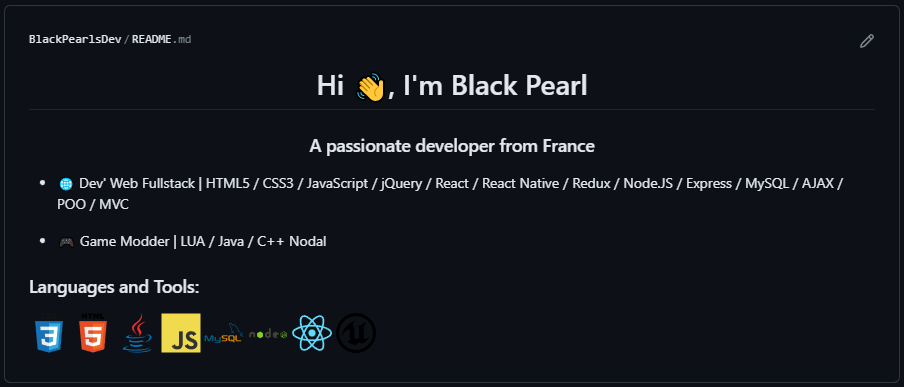 BlackPearlsDev/README.md
Hi 👋, I'm Black Pearl
A passionate developer from France
• 🌐 Dev' Web Fullstack | HTML5 / CSS3 / JavaScript / jQuery / React / React Native / Redux / NodeJS / Express / MySQL / AJAX /
POO / MVC
• 🎮 Game Modder | LUA / Java / C++ Nodal
Languages and Tools:
3 HTML 5 JS MySQL node